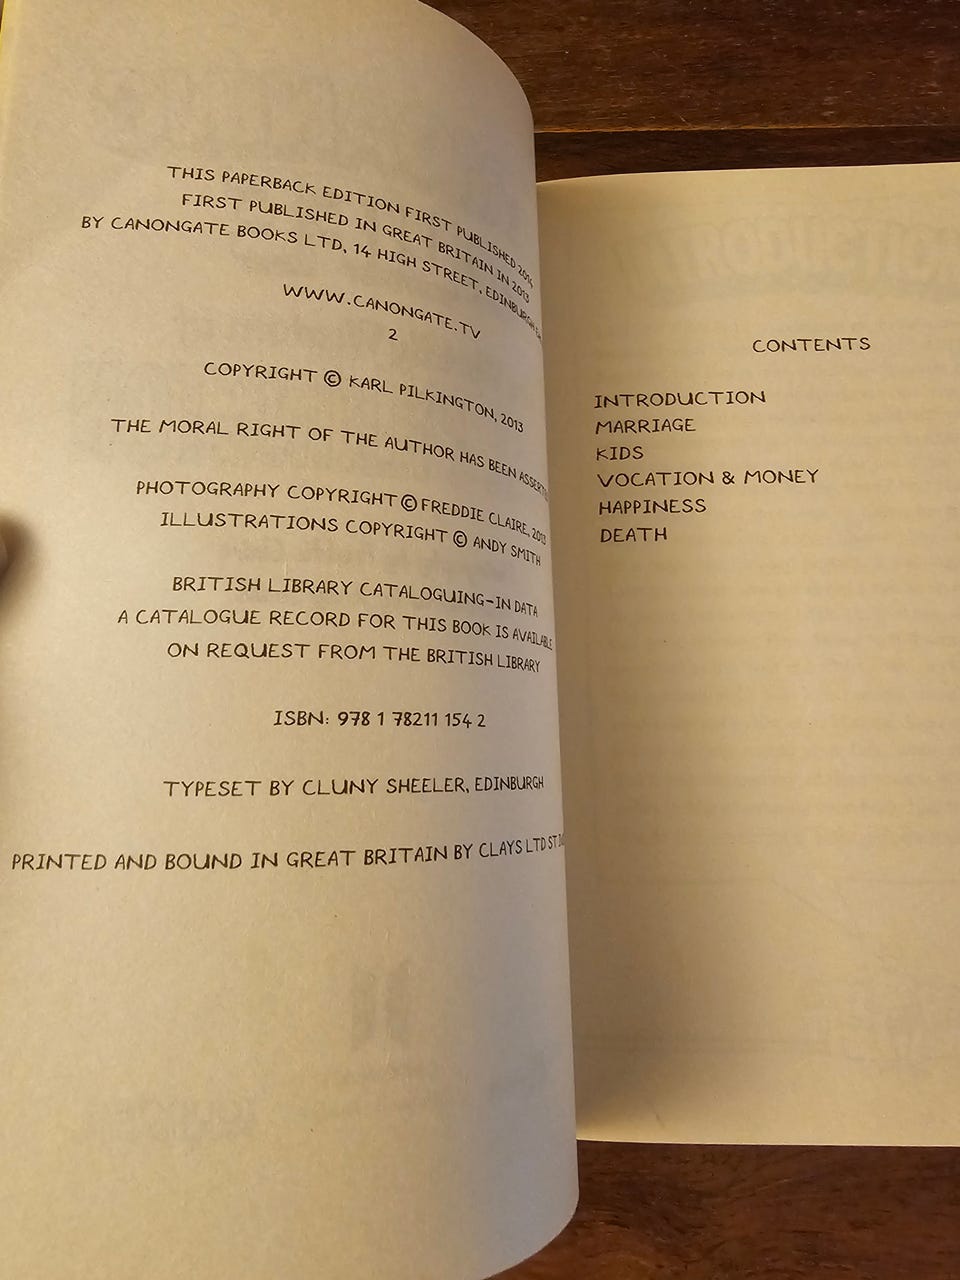 THIS PAPERBACK EDITION FIRST PUBLISHED 2014
FIRST PUBLISHED IN GREAT BRITAIN IN 2013
BY CANONGATE BOOKS LTD, 14 HIGH STREET, EDINBURGH
WWW.CANONGATE.TV
2
COPYRIGHT © KARL PILKINGTON, 2013
THE MORAL RIGHT OF THE AUTHOR HAS BEEN
PHOTOGRAPHY COPYRIGHT © FREDDIE CLAIRE, 2013
ILLUSTRATIONS COPYRIGHT © ANDY SMITH
BRITISH LIBRARY CATALOGUING-IN DATA
A CATALOGUE RECORD FOR THIS BOOK IS AVAILABLE
ON REQUEST FROM THE BRITISH LIBRARY
ISBN: 978 1 78211 154 2
TYPESET BY CLUNY SHEELER, EDINBURGH
PRINTED AND BOUND IN GREAT BRITAIN BY CLAYS LTD ST
CONTENTS
INTRODUCTION
MARRIAGE
KIDS
VOCATION & MONEY
HAPPINESS
DEATH